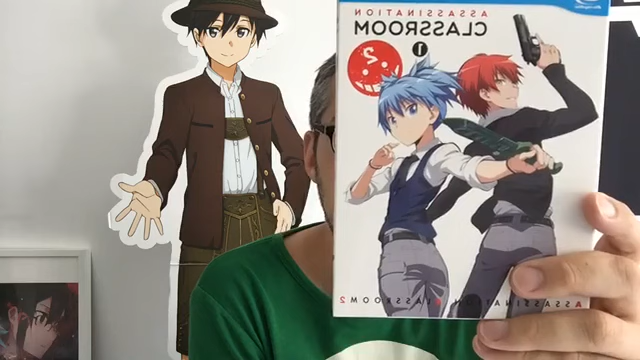 ASSASSINATION
CLASSROOM
2
1
ASSASSINATION CLASSROOM 2